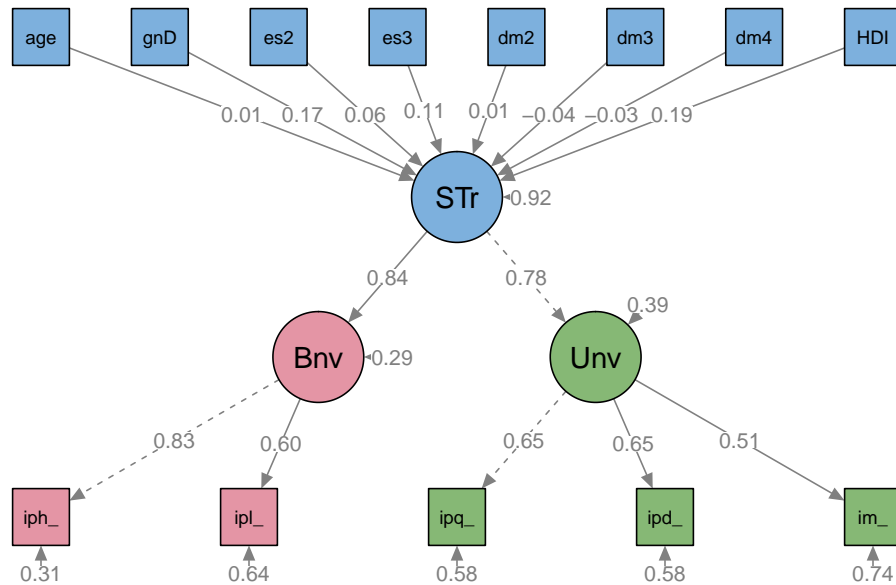 age gnD es2 es3 dm2 dm3 dm4 HDI
0.01 0.17 0.06 0.11 0.01 −0.04 −0.03 0.19
STr 0.92
0.84 0.78
0.39
Bnv 0.29 Unv
0.83 0.60 0.65 0.65 0.51
iph_ ipl_ ipq_ ipd_ im_
0.31 0.64 0.58 0.58 0.74